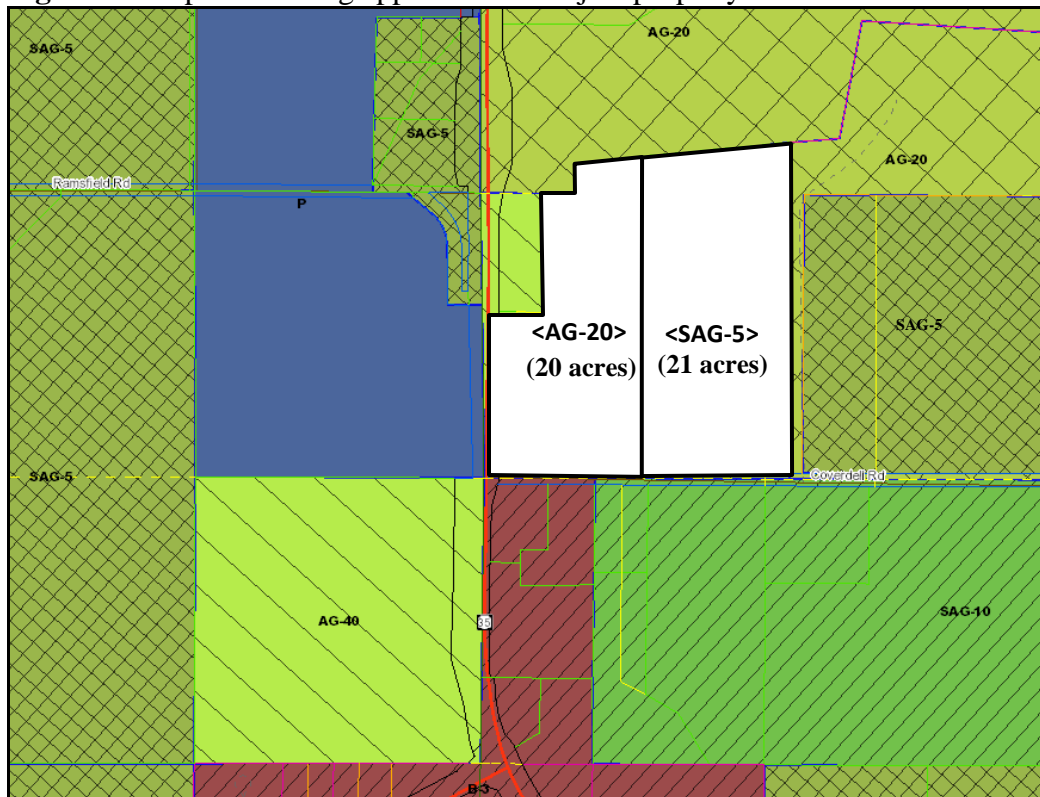 SAG-5
AG-20
SAG-5
AG-20
Ramsfield Rd
P
<AG-20>
(20 acres)
<SAG-5>
(21 acres)
SAG-5
SAG-5
Coverdell Rd
AG-40
35
SAG-10
B-3